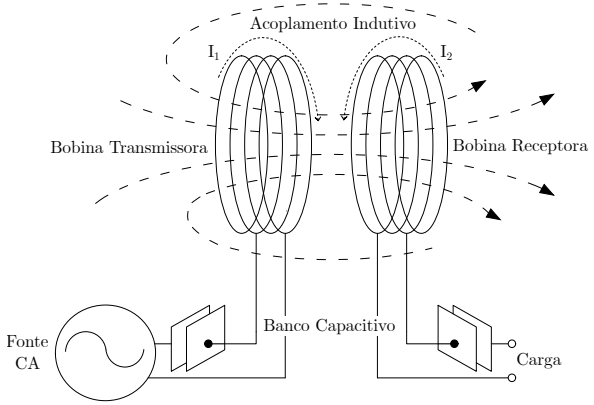 Acoplamento Indutivo
I1
I2
Bobina Transmissora
Bobina Receptora
Banco Capacitivo
Fonte
CA
Carga